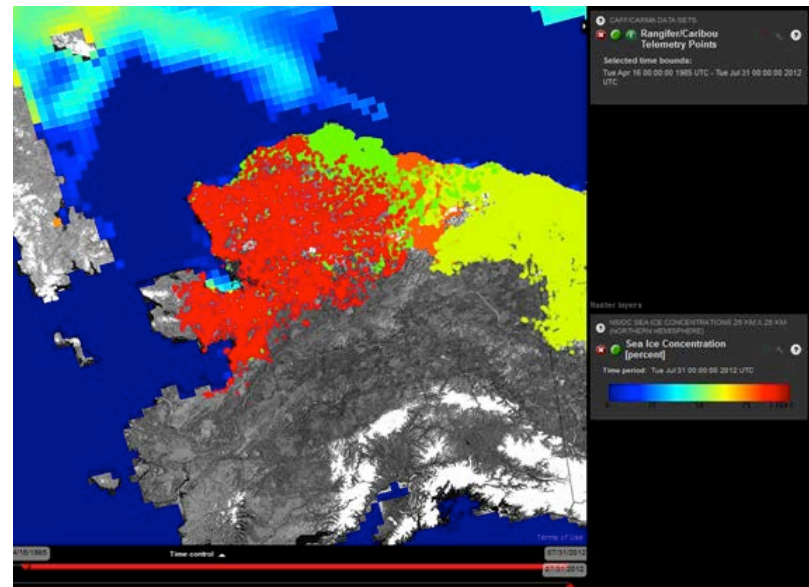 CAFF/CARMA DATA SETS
Rangifer/Caribou
Telemetry Points
Selected time bounds:
Tue Apr 16 00:00:00 1985 UTC - Tue Jul 31 00:00:00 2012
UTC
Raster layers
NSIDC SEA ICE CONCENTRATIONS 25 KM X 25 KM
(NORTHERN HEMISPHERE)
Sea Ice Concentration
[percent]
Time period: Tue Jul 31 00:00:00 2012 UTC
Terms of Use
4/16/1985
Time control
07/31/2012
07/31/2012